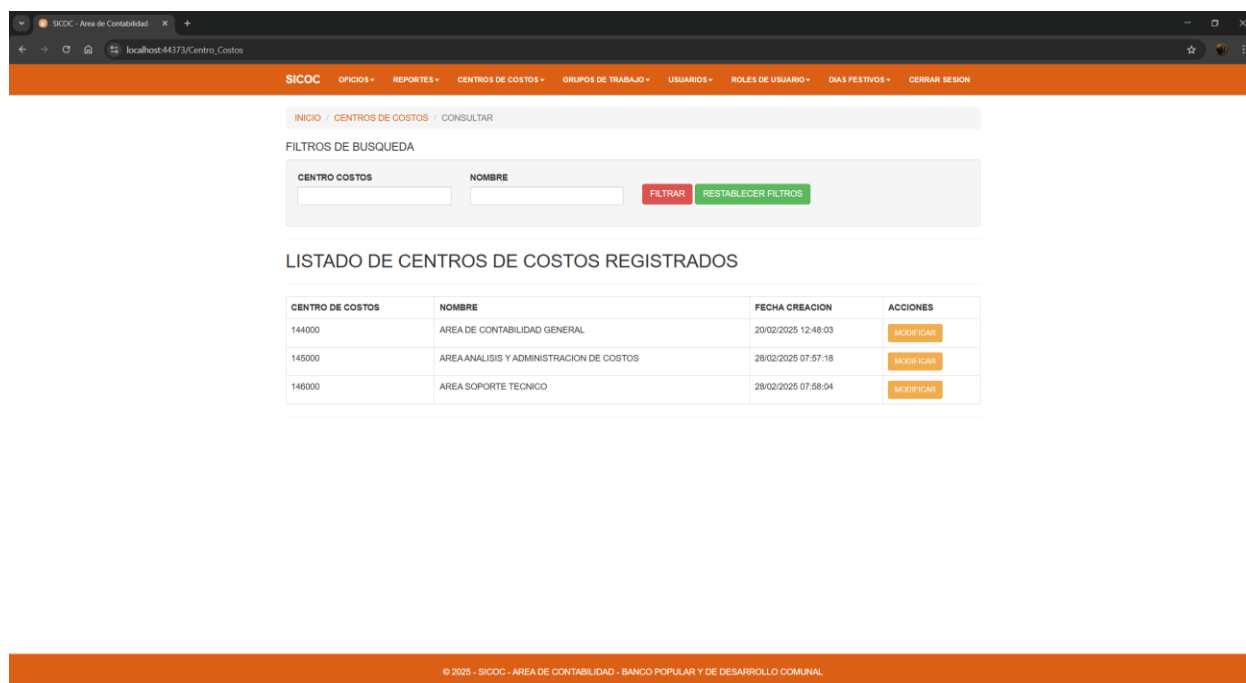 SICOC - Area de Contabilidad
localhost:44373/Centro_Costos
SICOC OFICIOS REPORTES CENTROS DE COSTOS GRUPOS DE TRABAJO USUARIOS ROLES DE USUARIO DIAS FESTIVOS CERRAR SESION
INICIO / CENTROS DE COSTOS / CONSULTAR
FILTROS DE BUSQUEDA
CENTRO COSTOS NOMBRE
FILTRAR RESTABLECER FILTROS
LISTADO DE CENTROS DE COSTOS REGISTRADOS
CENTRO DE COSTOS NOMBRE FECHA CREACION ACCIONES
144000 AREA DE CONTABILIDAD GENERAL 20/02/2025 12:48:03 MODIFICAR
145000 AREA ANALISIS Y ADMINISTRACION DE COSTOS 28/02/2025 07:57:18 MODIFICAR
146000 AREA SOPORTE TECNICO 28/02/2025 07:58:04 MODIFICAR
© 2025 - SICOC - AREA DE CONTABILIDAD - BANCO POPULAR Y DE DESARROLLO COMUNAL